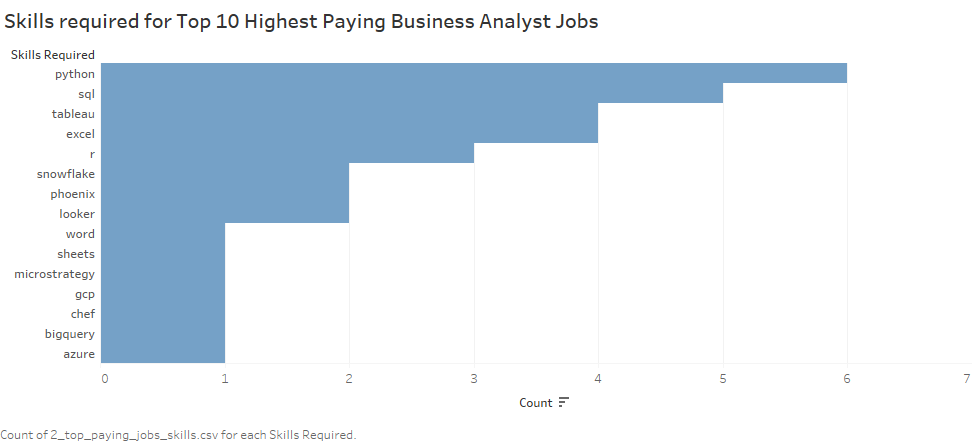 Skills required for Top 10 Highest Paying Business Analyst Jobs
Skills Required
python
sql
tableau
excel
r
snowflake
phoenix
looker
word
sheets
microstrategy
gcp
chef
bigquery
azure
0 1 2 3 4 5 6 7
Count
Count of 2_top_paying_jobs_skills.csv for each Skills Required.